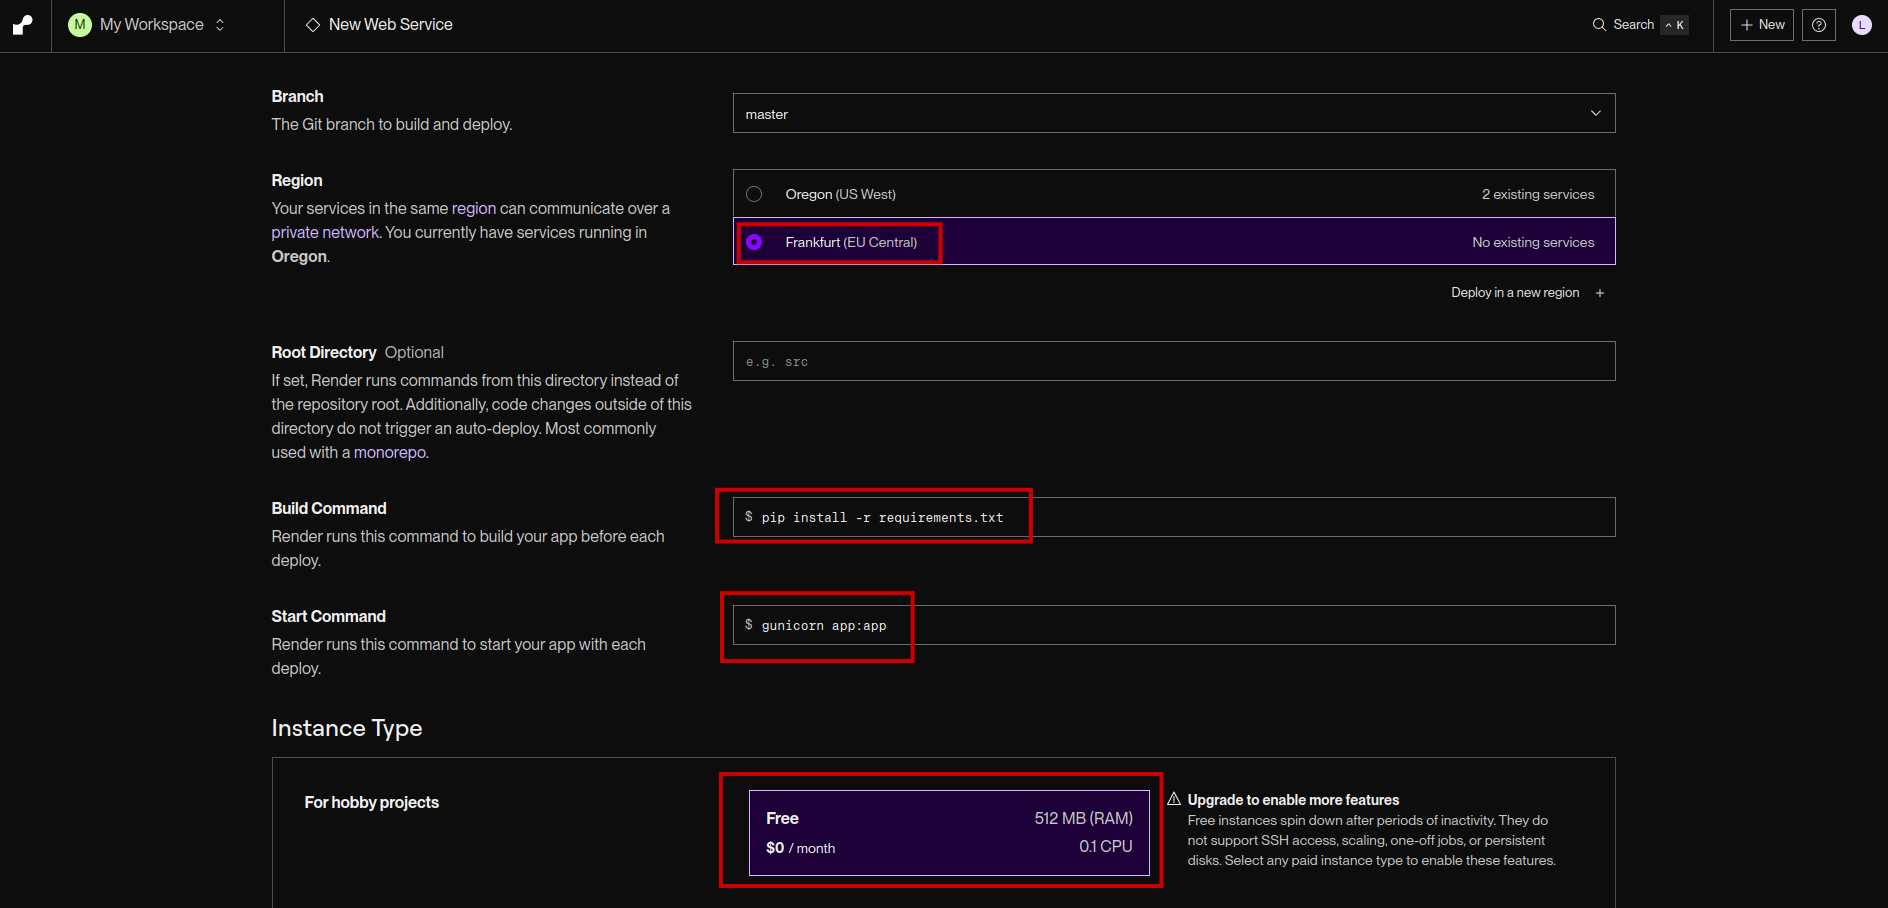 M My Workspace
New Web Service
Search ^ K
+ New
L
Branch
The Git branch to build and deploy.
master
Region
Your services in the same region can communicate over a
private network. You currently have services running in
Oregon.
Oregon (US West) 2 existing services
Frankfurt (EU Central) No existing services
Deploy in a new region +
Root Directory Optional
If set, Render runs commands from this directory instead of
the repository root. Additionally, code changes outside of this
directory do not trigger an auto-deploy. Most commonly
used with a monorepo.
e.g. src
Build Command
Render runs this command to build your app before each
deploy.
$ pip install -r requirements.txt
Start Command
Render runs this command to start your app with each
deploy.
$ gunicorn app:app
Instance Type
For hobby projects
Free 512 MB (RAM)
$0 / month 0.1 CPU
Upgrade to enable more features
Free instances spin down after periods of inactivity. They do
not support SSH access, scaling, one-off jobs, or persistent
disks. Select any paid instance type to enable these features.